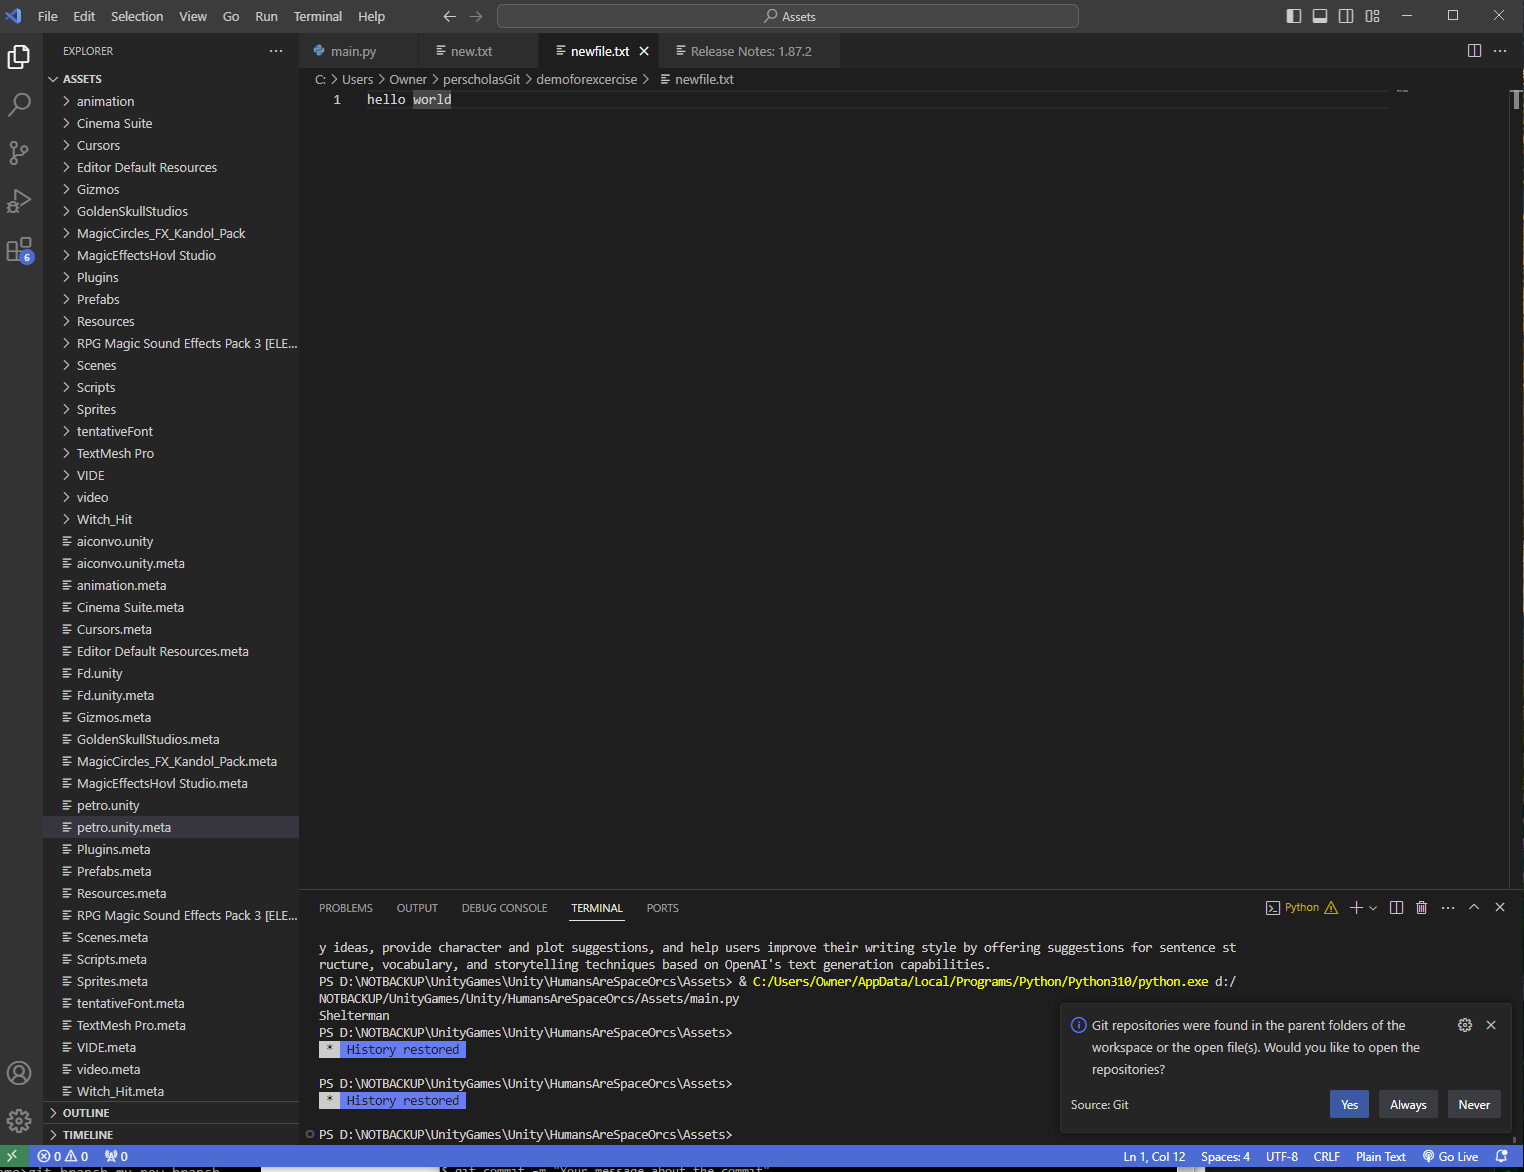 File Edit Selection View Go Run Terminal Help
Assets
EXPLORER
main.py
new.txt
newfile.txt
Release Notes: 1.87.2
C: > Users > Owner > perscholasGit > demoforexcercise > newfile.txt
1 hello world
ASSETS
animation
Cinema Suite
Cursors
Editor Default Resources
Gizmos
GoldenSkullStudios
MagicCircles_FX_Kandol_Pack
MagicEffectsHovl Studio
6
Plugins
Prefabs
Resources
RPG Magic Sound Effects Pack 3 [ELE...
Scenes
Scripts
Sprites
tentativeFont
TextMesh Pro
VIDE
video
Witch_Hit
aiconvo.unity
aiconvo.unity.meta
animation.meta
Cinema Suite.meta
Cursors.meta
Editor Default Resources.meta
Fd.unity
Fd.unity.meta
Gizmos.meta
GoldenSkullStudios.meta
MagicCircles_FX_Kandol_Pack.meta
MagicEffectsHovl Studio.meta
petro.unity
petro.unity.meta
Plugins.meta
Prefabs.meta
Resources.meta
RPG Magic Sound Effects Pack 3 [ELE...
Scenes.meta
Scripts.meta
Sprites.meta
tentativeFont.meta
TextMesh Pro.meta
VIDE.meta
video.meta
Witch_Hit.meta
OUTLINE
TIMELINE
PROBLEMS OUTPUT DEBUG CONSOLE TERMINAL PORTS
Python
y ideas, provide character and plot suggestions, and help users improve their writing style by offering suggestions for sentence st
ructure, vocabulary, and storytelling techniques based on OpenAI's text generation capabilities.
PS D:\NOTBACKUP\UnityGames\Unity\HumansAreSpaceOrcs\Assets> & C:/Users/Owner/AppData/Local/Programs/Python/Python310/python.exe d:/
NOTBACKUP/UnityGames/Unity/HumansAreSpaceOrcs/Assets/main.py
Shelterman
PS D:\NOTBACKUP\UnityGames\Unity\HumansAreSpaceOrcs\Assets>
* History restored
PS D:\NOTBACKUP\UnityGames\Unity\HumansAreSpaceOrcs\Assets>
* History restored
PS D:\NOTBACKUP\UnityGames\Unity\HumansAreSpaceOrcs\Assets>
Git repositories were found in the parent folders of the
workspace or the open file(s). Would you like to open the
repositories?
Source: Git
Yes Always Never
0 0 0
Ln 1, Col 12 Spaces: 4 UTF-8 CRLF Plain Text Go Live